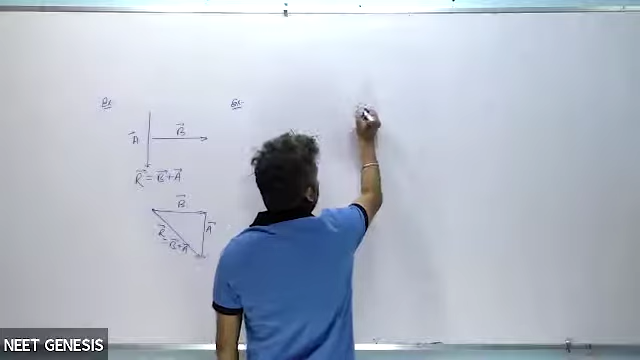 Ex-
A⃗
B⃗
R⃗ = B⃗ + A⃗
B⃗
A⃗
R⃗ = B⃗ + A⃗
Ex-
NEET GENESIS